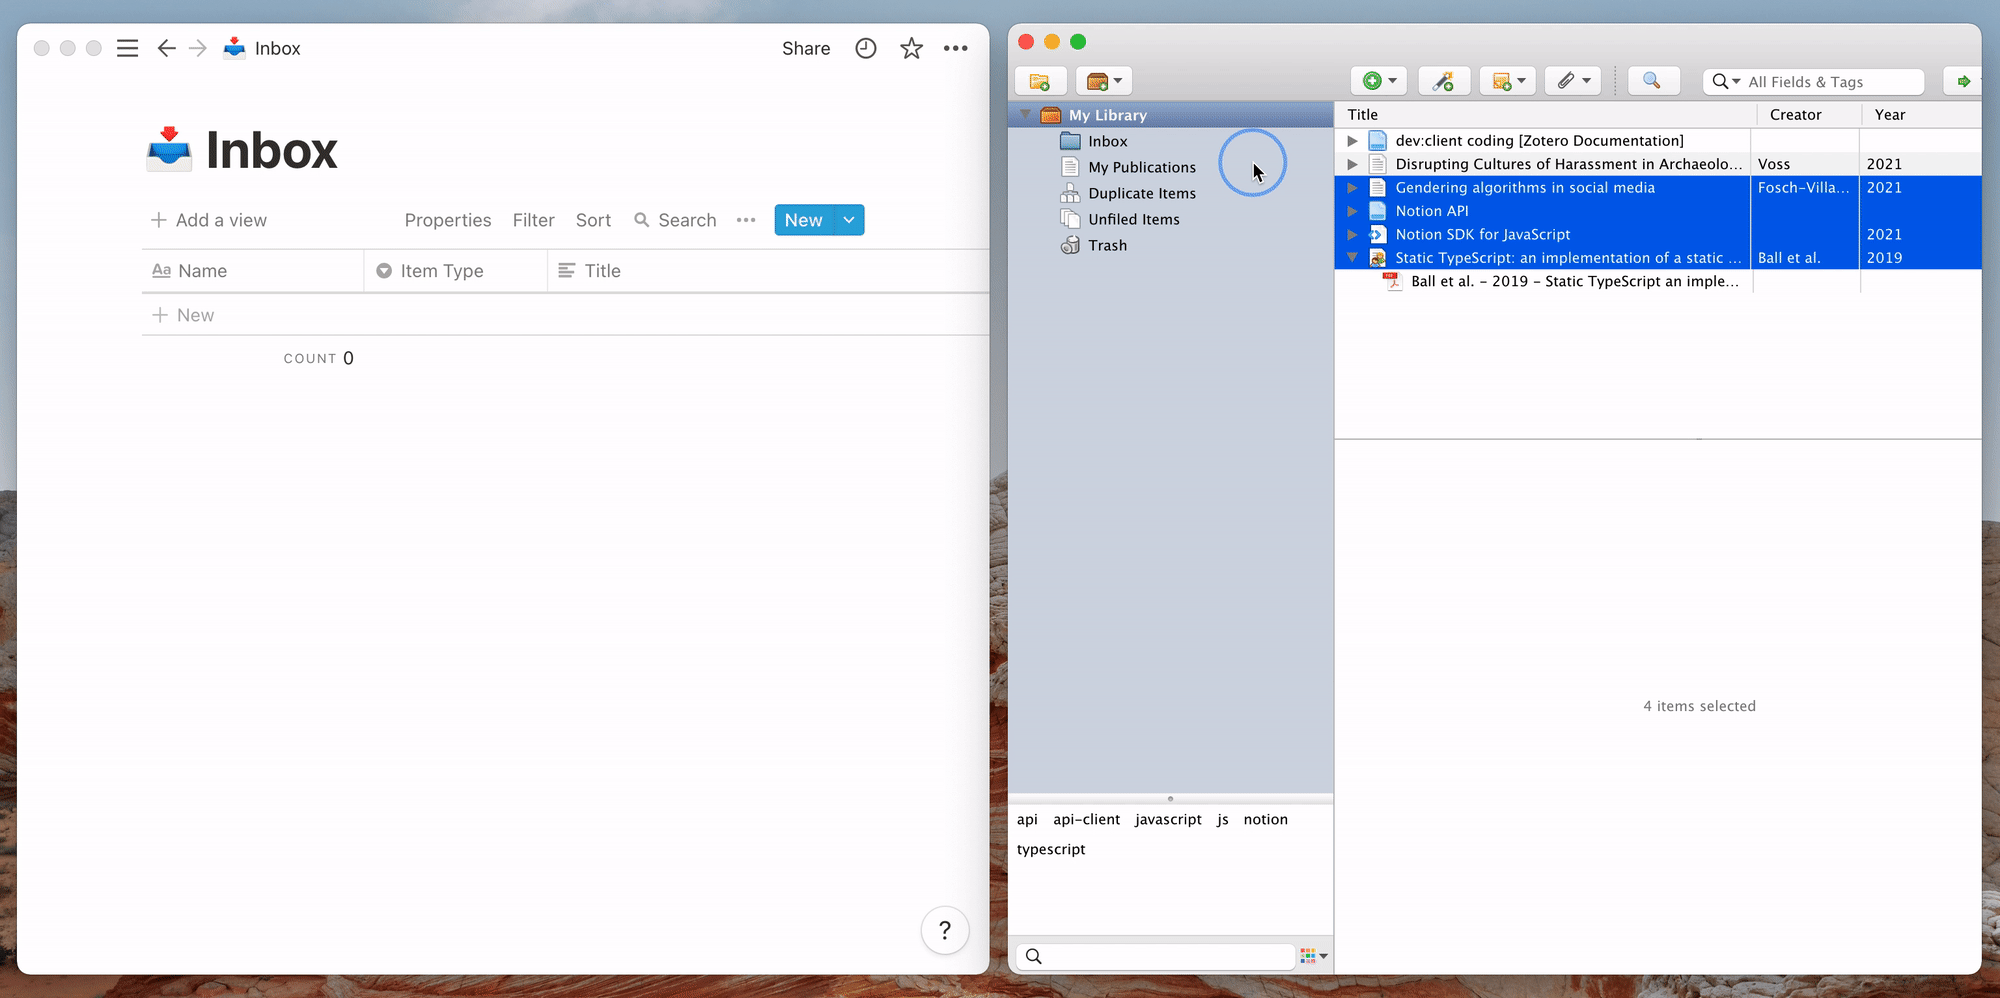 Inbox
Share
Inbox
Add a view
Properties Filter Sort Search New
Aa Name Item Type Title
New
COUNT 0
?
All Fields & Tags
My Library
Inbox
My Publications
Duplicate Items
Unfiled Items
Trash
api api-client javascript js notion
typescript
Title Creator Year
dev:client coding [Zotero Documentation]
Disrupting Cultures of Harassment in Archaeolo... Voss 2021
Gendering algorithms in social media Fosch-Villa... 2021
Notion API
Notion SDK for JavaScript 2021
Static TypeScript: an implementation of a static ... Ball et al. 2019
Ball et al. - 2019 - Static TypeScript an imple...
4 items selected